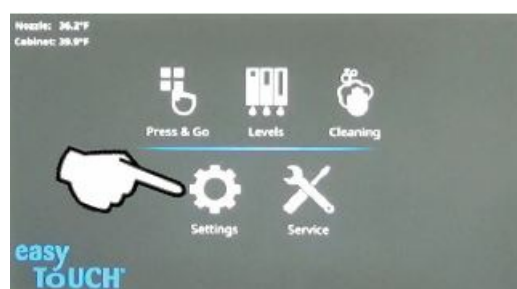 Nozzle: 36.2°F
Cabinet: 39.9°F
Press & Go
Levels
Cleaning
Settings
Service
easy
TOUCH®